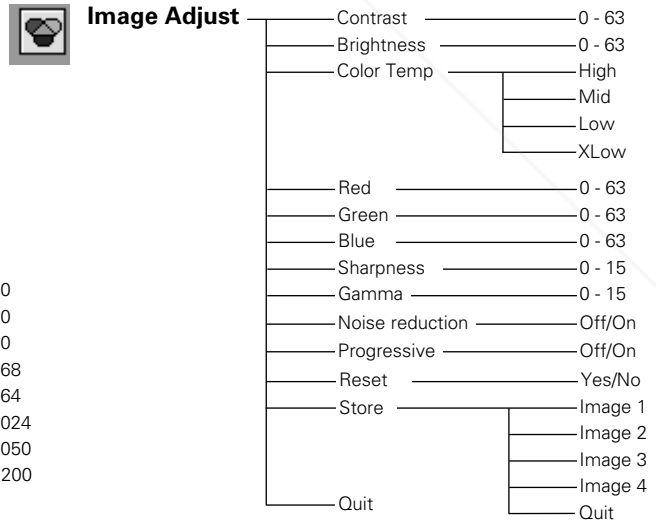 Image Adjust
Contrast 0 - 63
Brightness 0 - 63
Color Temp High
Mid
Low
XLow
Red 0 - 63
Green 0 - 63
Blue 0 - 63
Sharpness 0 - 15
Gamma 0 - 15
Noise reduction Off/On
Progressive Off/On
Reset Yes/No
Store Image 1
Image 2
Image 3
Image 4
Quit Quit
0
0
0
68
64
024
050
200